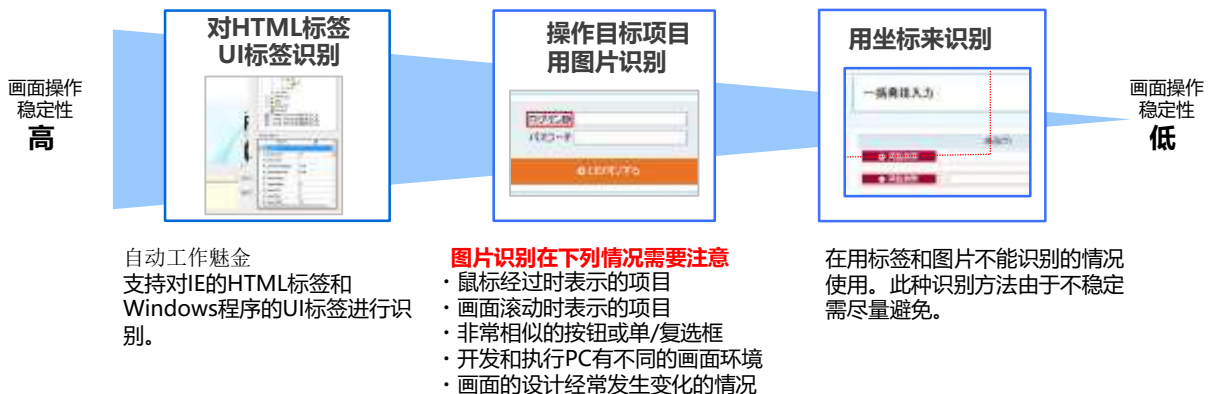 画面操作
稳定性
高
对HTML标签
UI标签识别
操作目标项目
用图片识别
パスワード
用坐标来识别
画面操作
稳定性
低
自动工作魅金
支持对IE的HTML标签和
Windows程序的UI标签进行识
别。
图片识别在下列情况需要注意
・鼠标经过时表示的项目
・画面滚动时表示的项目
・非常相似的按钮或单/复选框
・开发和执行PC有不同的画面环境
・画面的设计经常发生变化的情况
在用标签和图片不能识别的情况
使用。此种识别方法由于不稳定
需尽量避免。